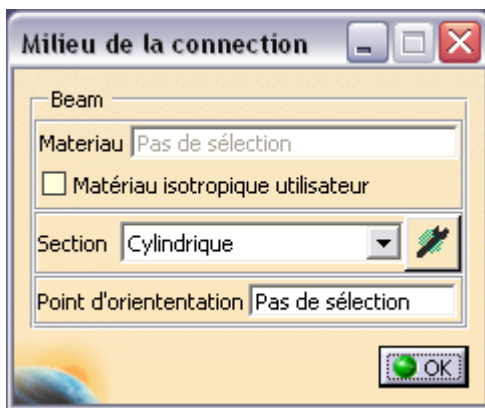 Milieu de la connection
Beam
Materiau Pas de sélection
Matériau isotropique utilisateur
Section Cylindrique
Point d'orientetation Pas de sélection
OK